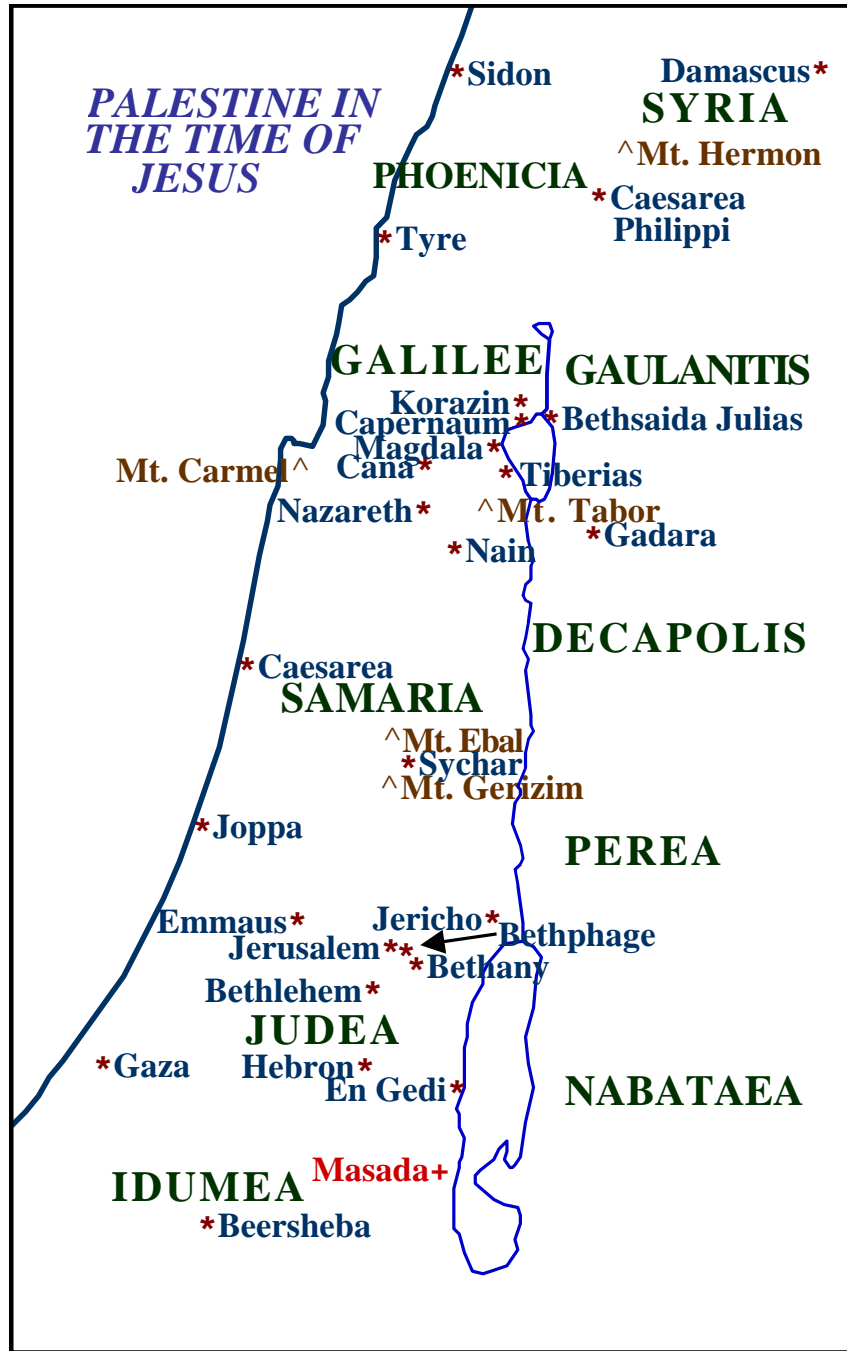 *Sidon
Damascus*
PALESTINE IN
THE TIME OF
JESUS
SYRIA
^Mt. Hermon
PHOENICIA
*Caesarea
Philippi
*Tyre
GALILEE
GAULANITIS
Korazin*
Capernaum*
*Bethsaida Julias
Magdala*
Mt. Carmel^
Cana*
*Tiberias
Nazareth*
^Mt. Tabor
*Gadara
*Nain
DECAPOLIS
*Caesarea
SAMARIA
^Mt. Ebal
*Sychar
^Mt. Gerizim
*Joppa
PEREA
Emmaus*
Jericho*
Bethphage
Jerusalem**
*Bethany
Bethlehem*
JUDEA
*Gaza
Hebron*
En Gedi*
NABATAEA
Masada+
IDUMEA
*Beersheba